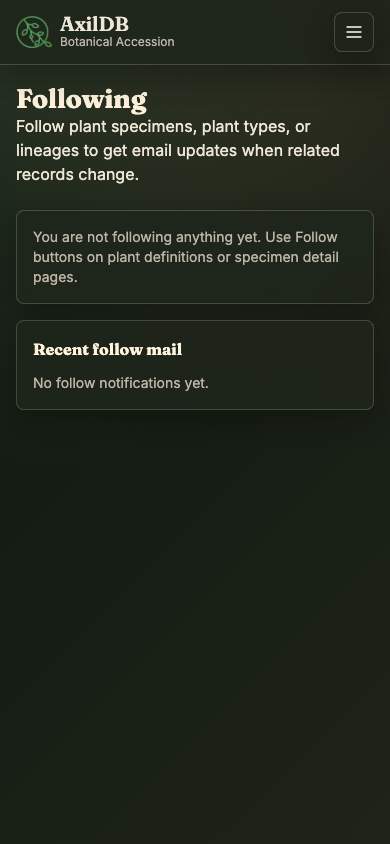 AxilDB
Botanical Accession
Following
Follow plant specimens, plant types, or
lineages to get email updates when related
records change.
You are not following anything yet. Use Follow
buttons on plant definitions or specimen detail
pages.
Recent follow mail
No follow notifications yet.